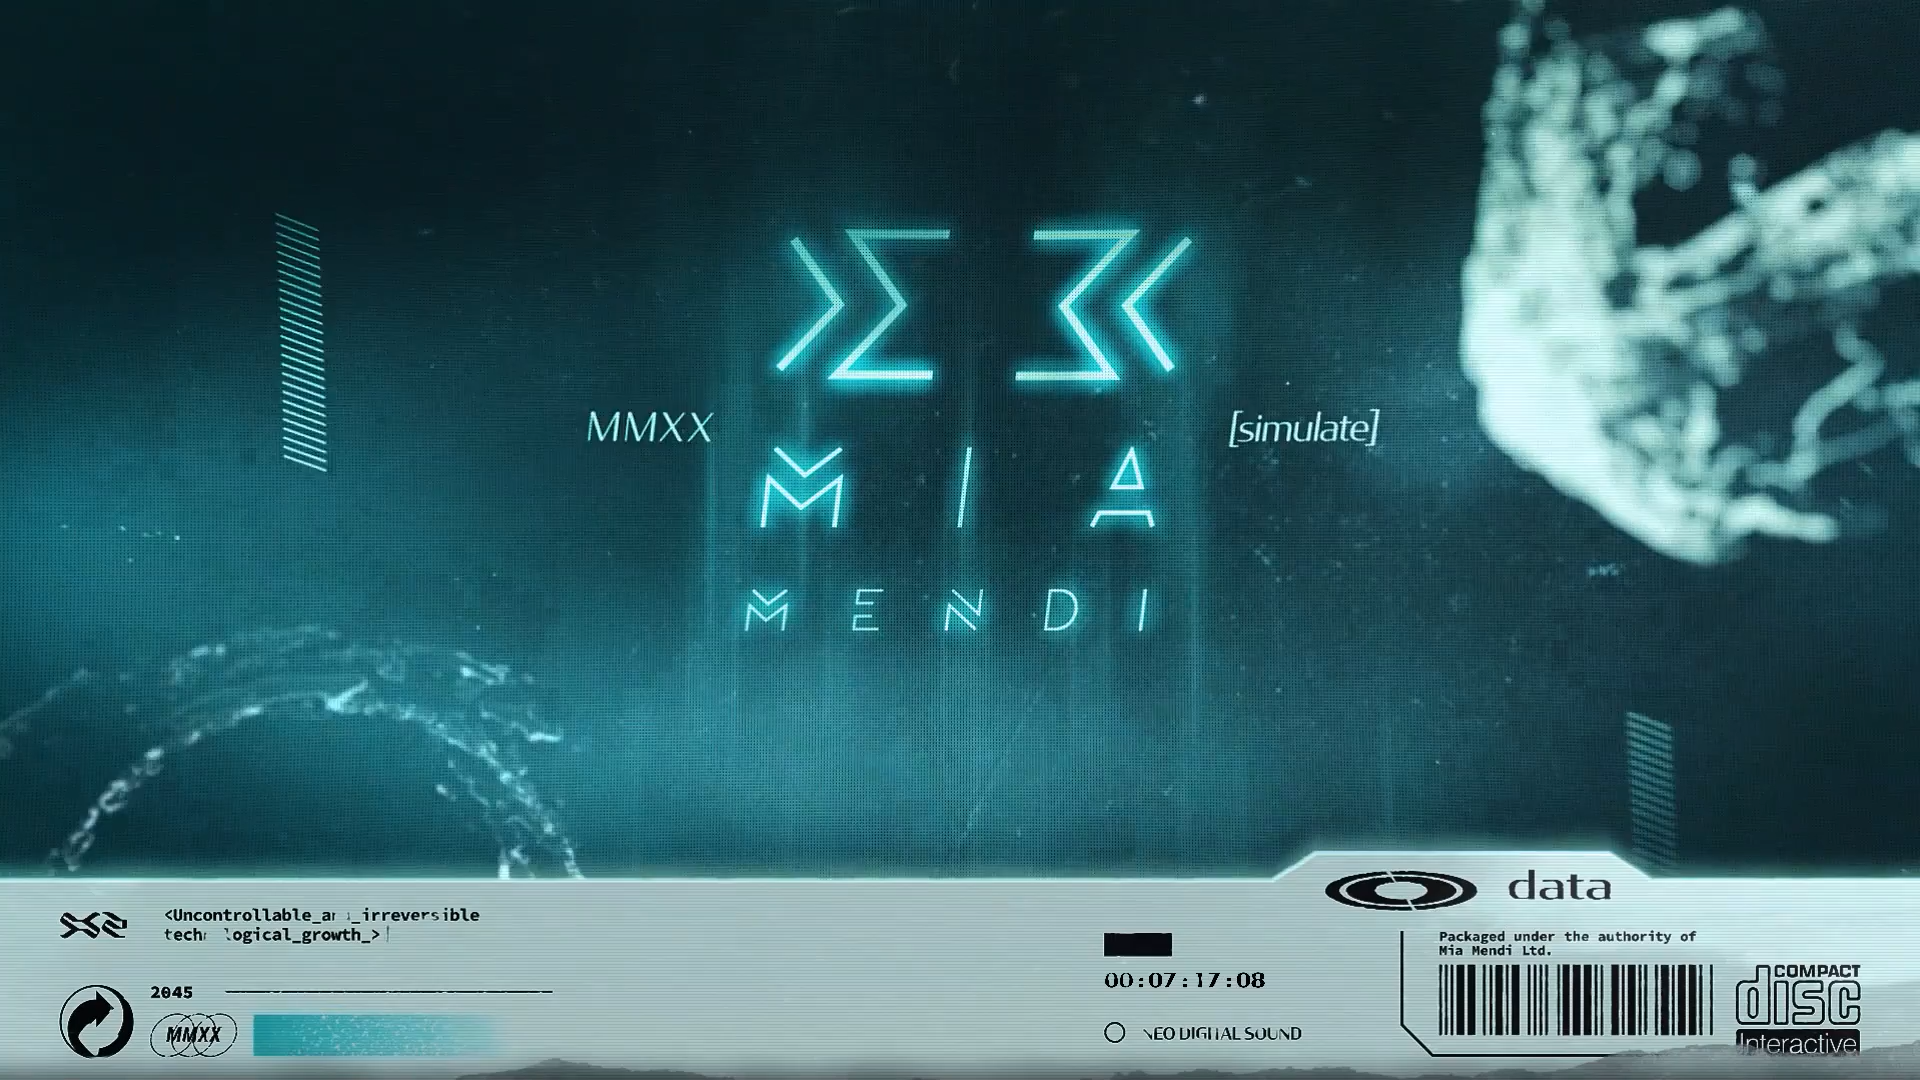 MMXX
[simulate]
MIA
MENDI
data
<Uncontrollable_an _irreversible
tech logical_growth_>
Packaged under the authority of
Mia Mendi Ltd.
00:07:17:08
2045
MMXX
NEO DIGITAL SOUND
COMPACT
disc
Interactive